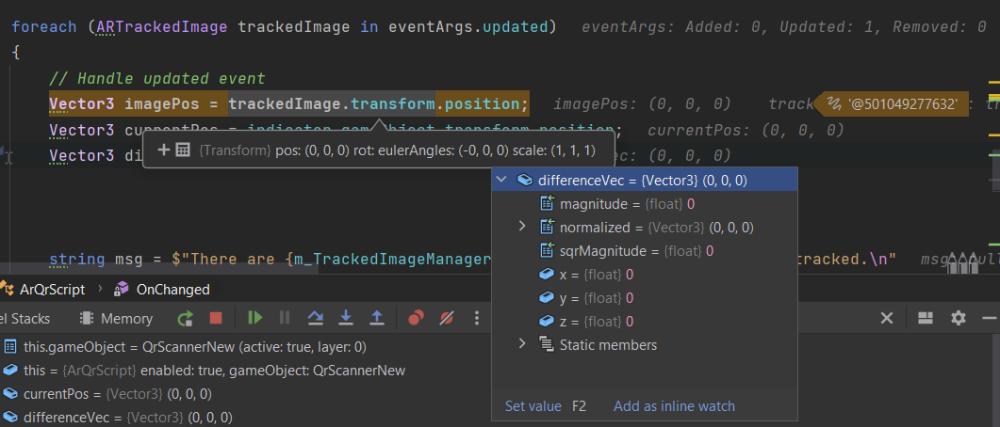 foreach (ARTrackedImage trackedImage in eventArgs.updated) eventArgs: Added: 0, Updated: 1, Removed: 0
{
// Handle updated event
Vector3 imagePos = trackedImage.transform.position; imagePos: (0, 0, 0) track '@501049277632'
Vector3 currentPos = indicator.gameObject.transform.position; currentPos: (0, 0, 0)
{Transform} pos: (0, 0, 0) rot: eulerAngles: (-0, 0, 0) scale: (1, 1, 1)
Vector3 di ec: (0, 0, 0)
differenceVec = {Vector3} (0, 0, 0)
magnitude = {float} 0
normalized = {Vector3} (0, 0, 0)
sqrMagnitude = {float} 0
x = {float} 0
y = {float} 0
z = {float} 0
Static members
Set value F2 Add as inline watch
string msg = $"There are {m_TrackedImageManager tracked.\n" msg
ArQrScript OnChanged
el Stacks Memory
this.gameObject = QrScannerNew (active: true, layer: 0)
this = {ArQrScript} enabled: true, gameObject: QrScannerNew
currentPos = {Vector3} (0, 0, 0)
differenceVec = {Vector3} (0, 0, 0)